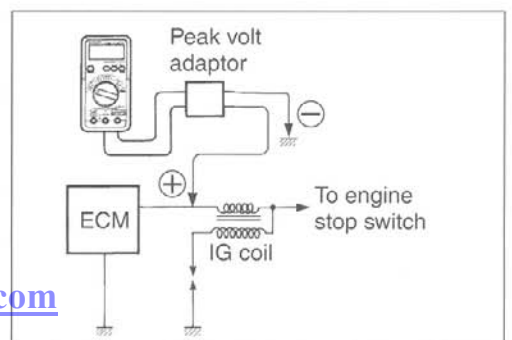 Peak volt
adaptor
−
+
ECM
To engine
stop switch
IG coil
com